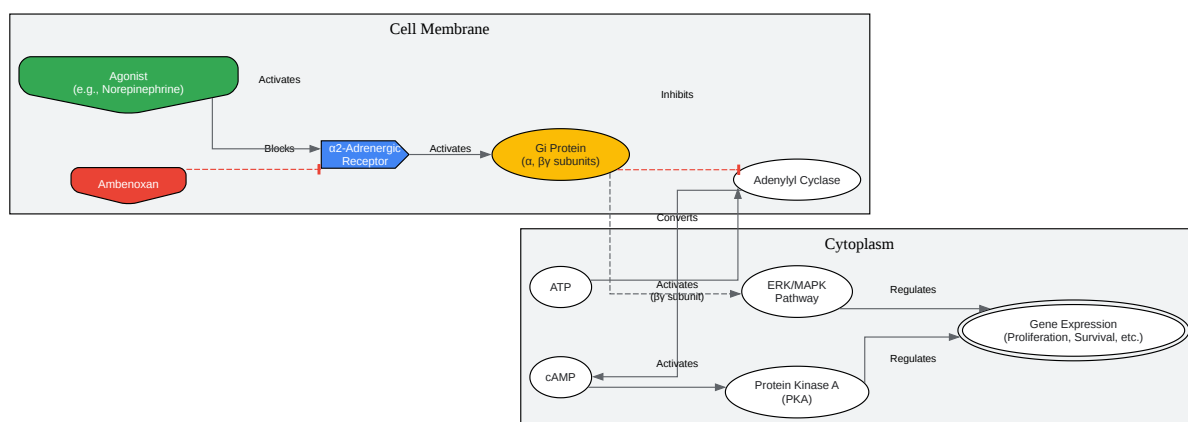 Cell Membrane
Agonist
(e.g., Norepinephrine)
Activates
Inhibits
Blocks
α2-Adrenergic
Receptor
Activates
Gi Protein
(α, βγ subunits)
Ambenoxan
Adenylyl Cyclase
Converts
Cytoplasm
ATP
Activates
(βγ subunit)
ERK/MAPK
Pathway
Regulates
Gene Expression
(Proliferation, Survival, etc.)
cAMP
Activates
Protein Kinase A
(PKA)
Regulates